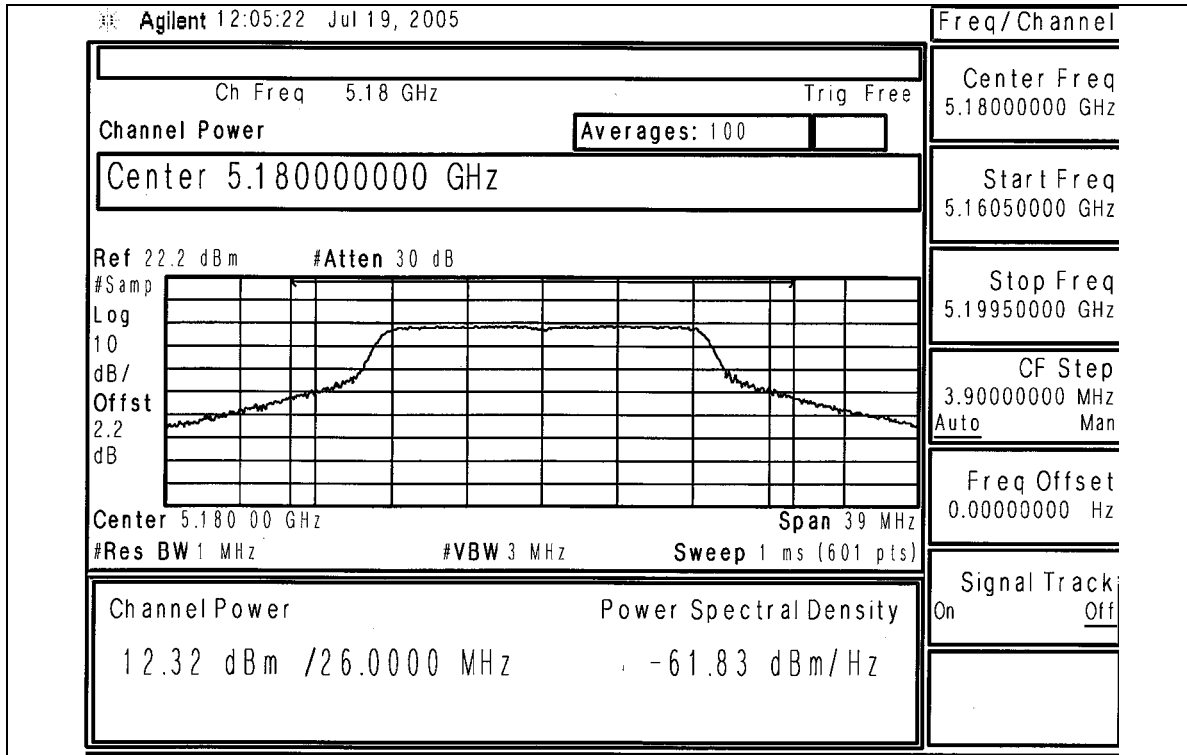 Agilent 12:05:22 Jul 19, 2005
Freq/Channel
Ch Freq 5.18 GHz Trig Free
Channel Power Averages: 100
Center 5.180000000 GHz
Ref 22.2 dBm #Atten 30 dB
#Samp
Log
10
dB/
Offst
2.2
dB
Center 5.180 00 GHz Span 39 MHz
#Res BW 1 MHz #VBW 3 MHz Sweep 1 ms (601 pts)
Channel Power Power Spectral Density
12.32 dBm /26.0000 MHz -61.83 dBm/Hz
Center Freq
5.18000000 GHz
Start Freq
5.16050000 GHz
Stop Freq
5.19950000 GHz
CF Step
3.90000000 MHz
Auto Man
Freq Offset
0.00000000 Hz
Signal Track
On Off